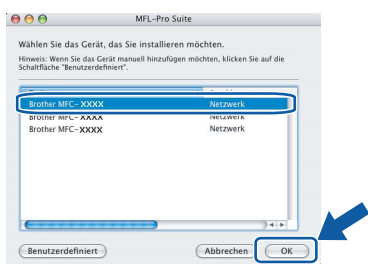 MFL-Pro Suite
Wählen Sie das Gerät, das Sie installieren möchten.
Hinweis: Wenn Sie das Gerät manuell hinzufügen möchten, klicken Sie auf die
Schaltfläche "Benutzerdefiniert".
Brother MFC-XXXX Netzwerk
Brother MFC-XXXX Netzwerk
Brother MFC-XXXX Netzwerk
Benutzerdefiniert Abbrechen OK